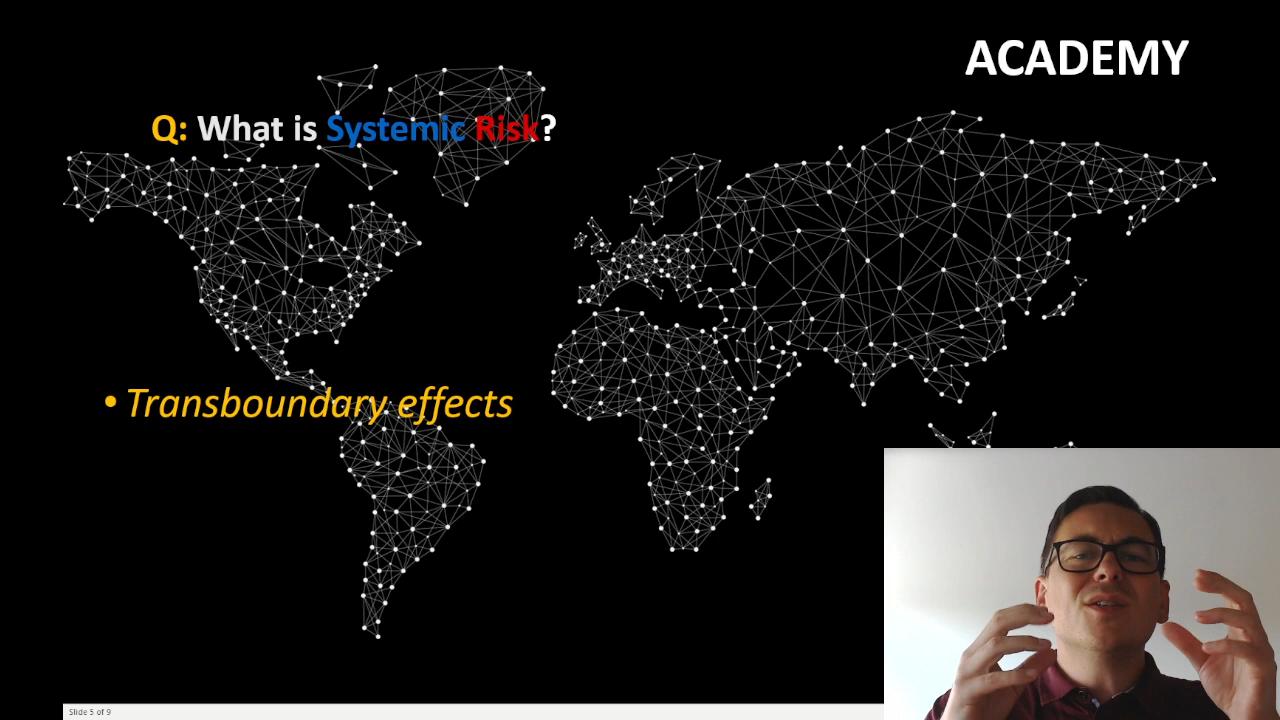 ACADEMY
Q: What is Systemic Risk?
• Transboundary effects
Slide 5 of 9